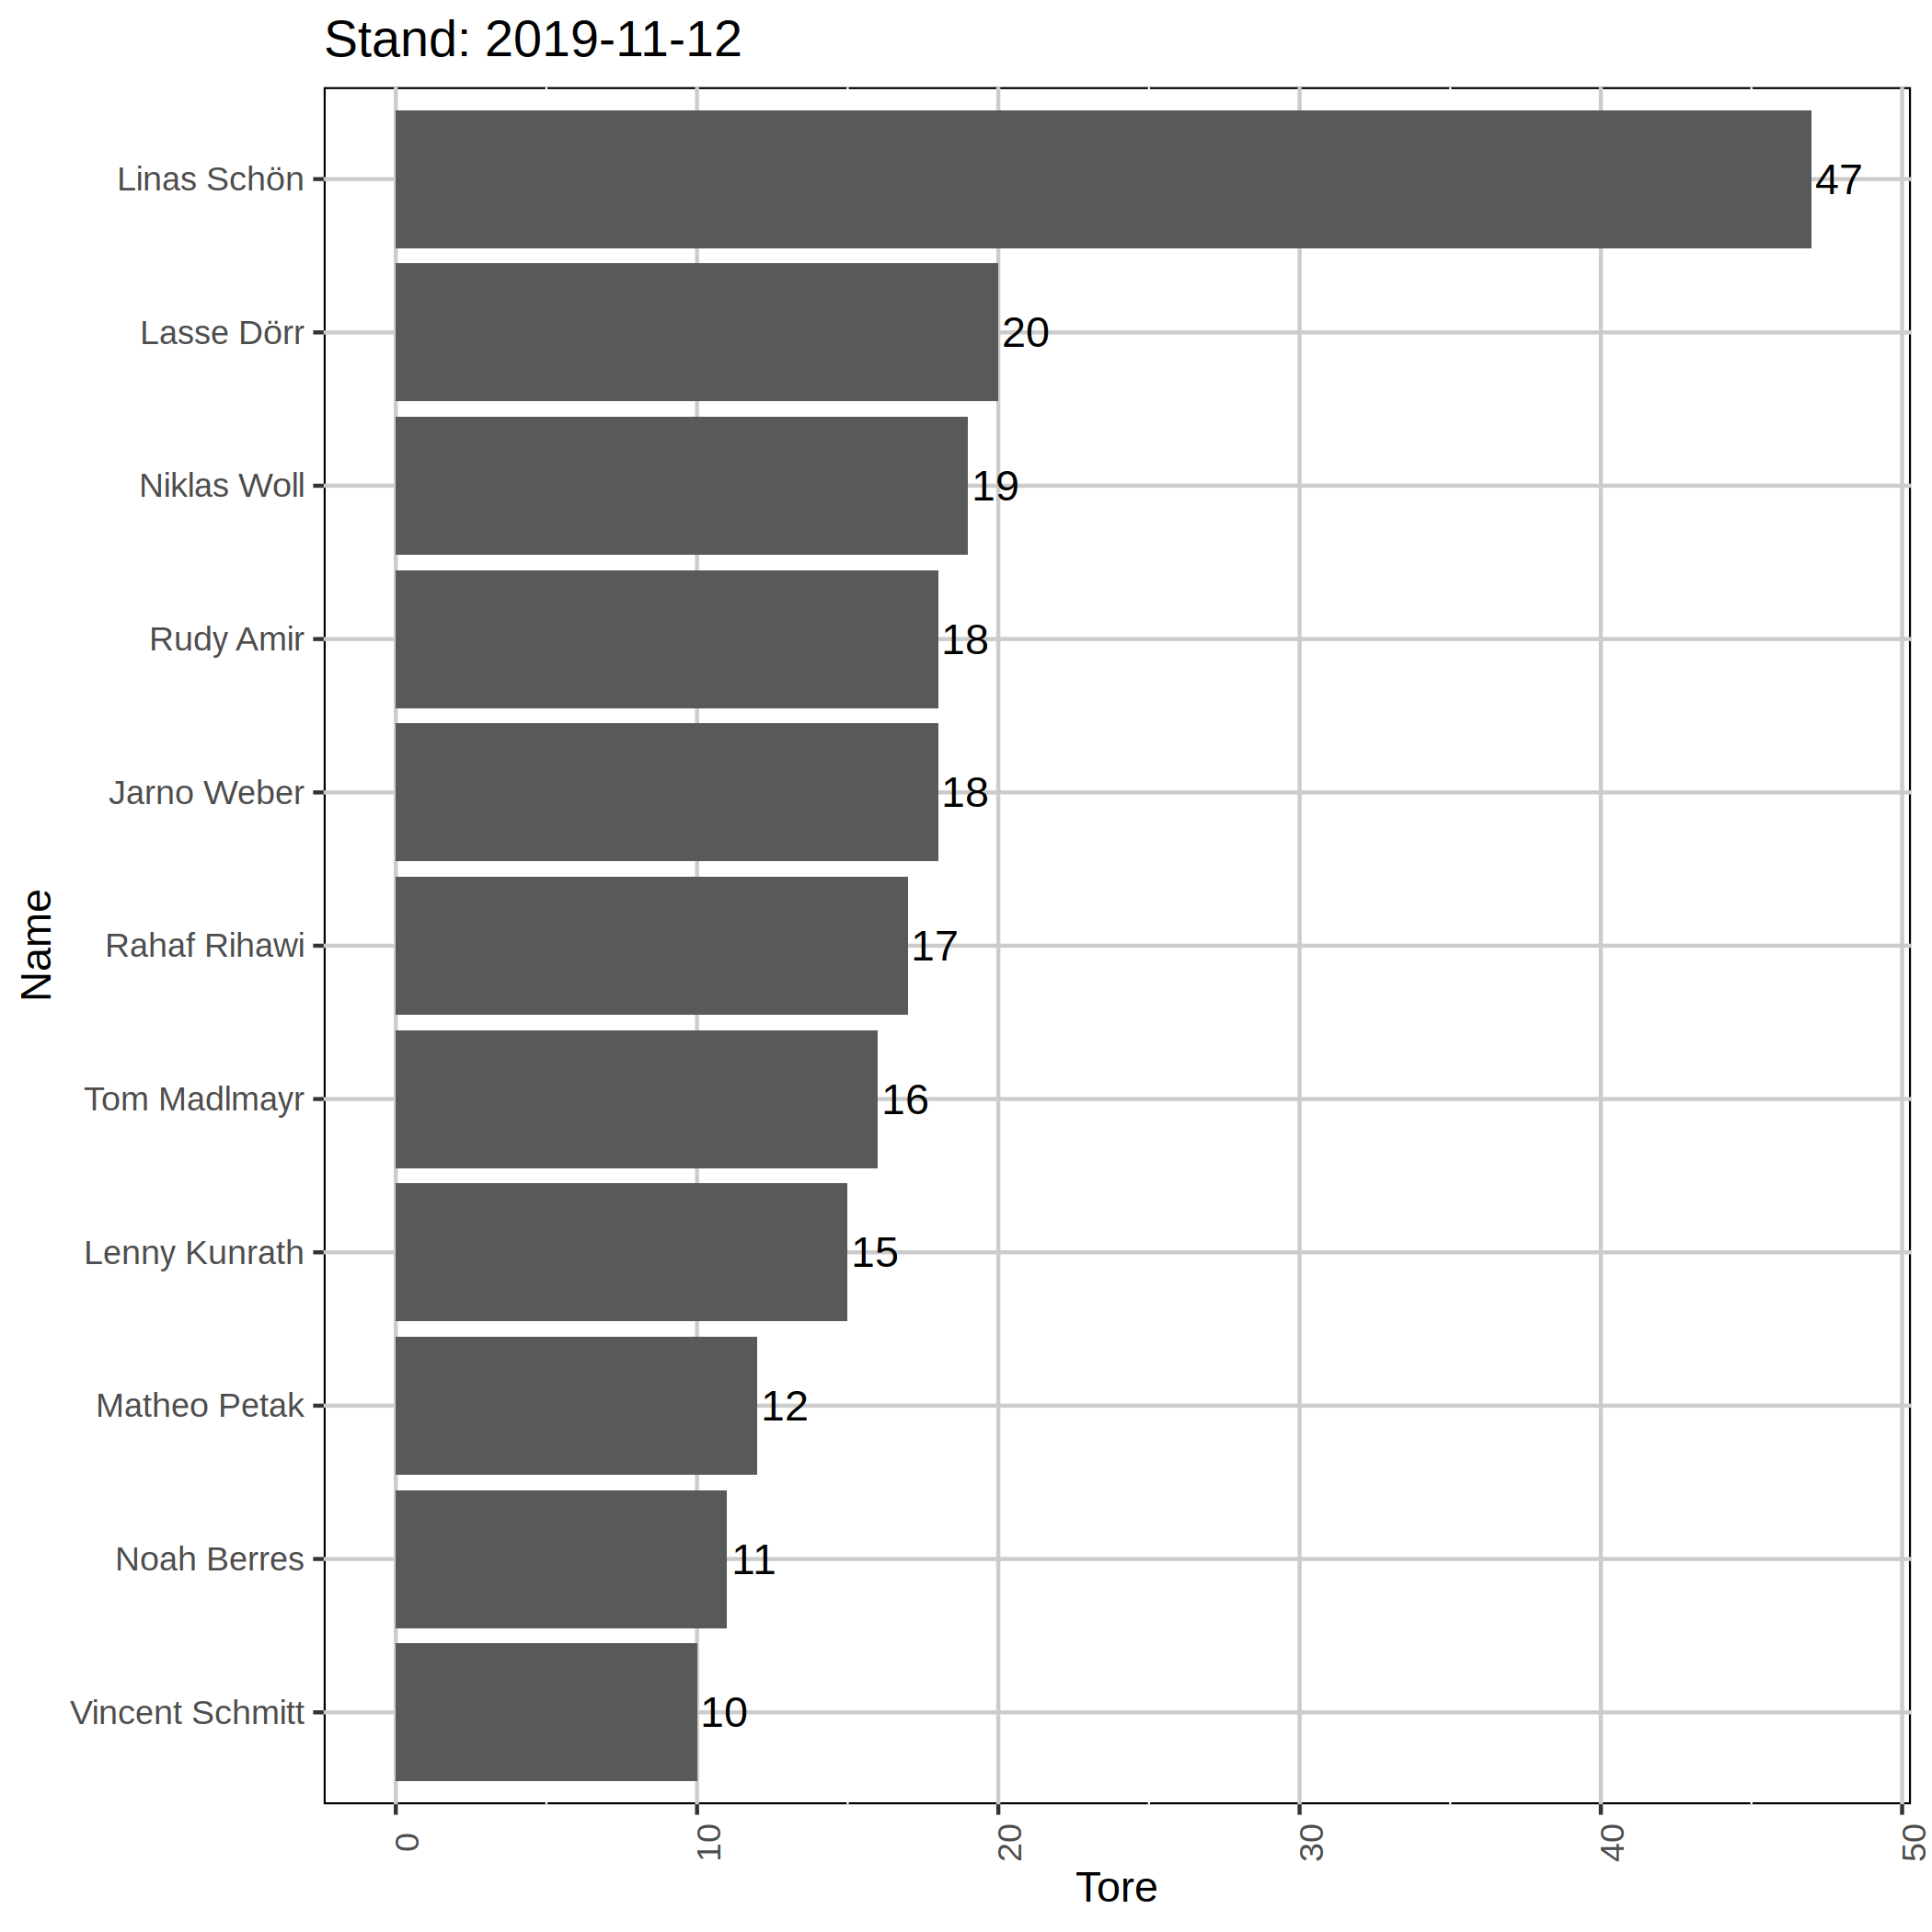 Stand: 2019-11-12
Linas Schön 47
Lasse Dörr 20
Niklas Woll 19
Rudy Amir 18
Jarno Weber 18
Rahaf Rihawi 17
Name
Tom Madlmayr 16
Lenny Kunrath 15
Matheo Petak 12
Noah Berres 11
Vincent Schmitt 10
0 10 20 30 40 50
Tore